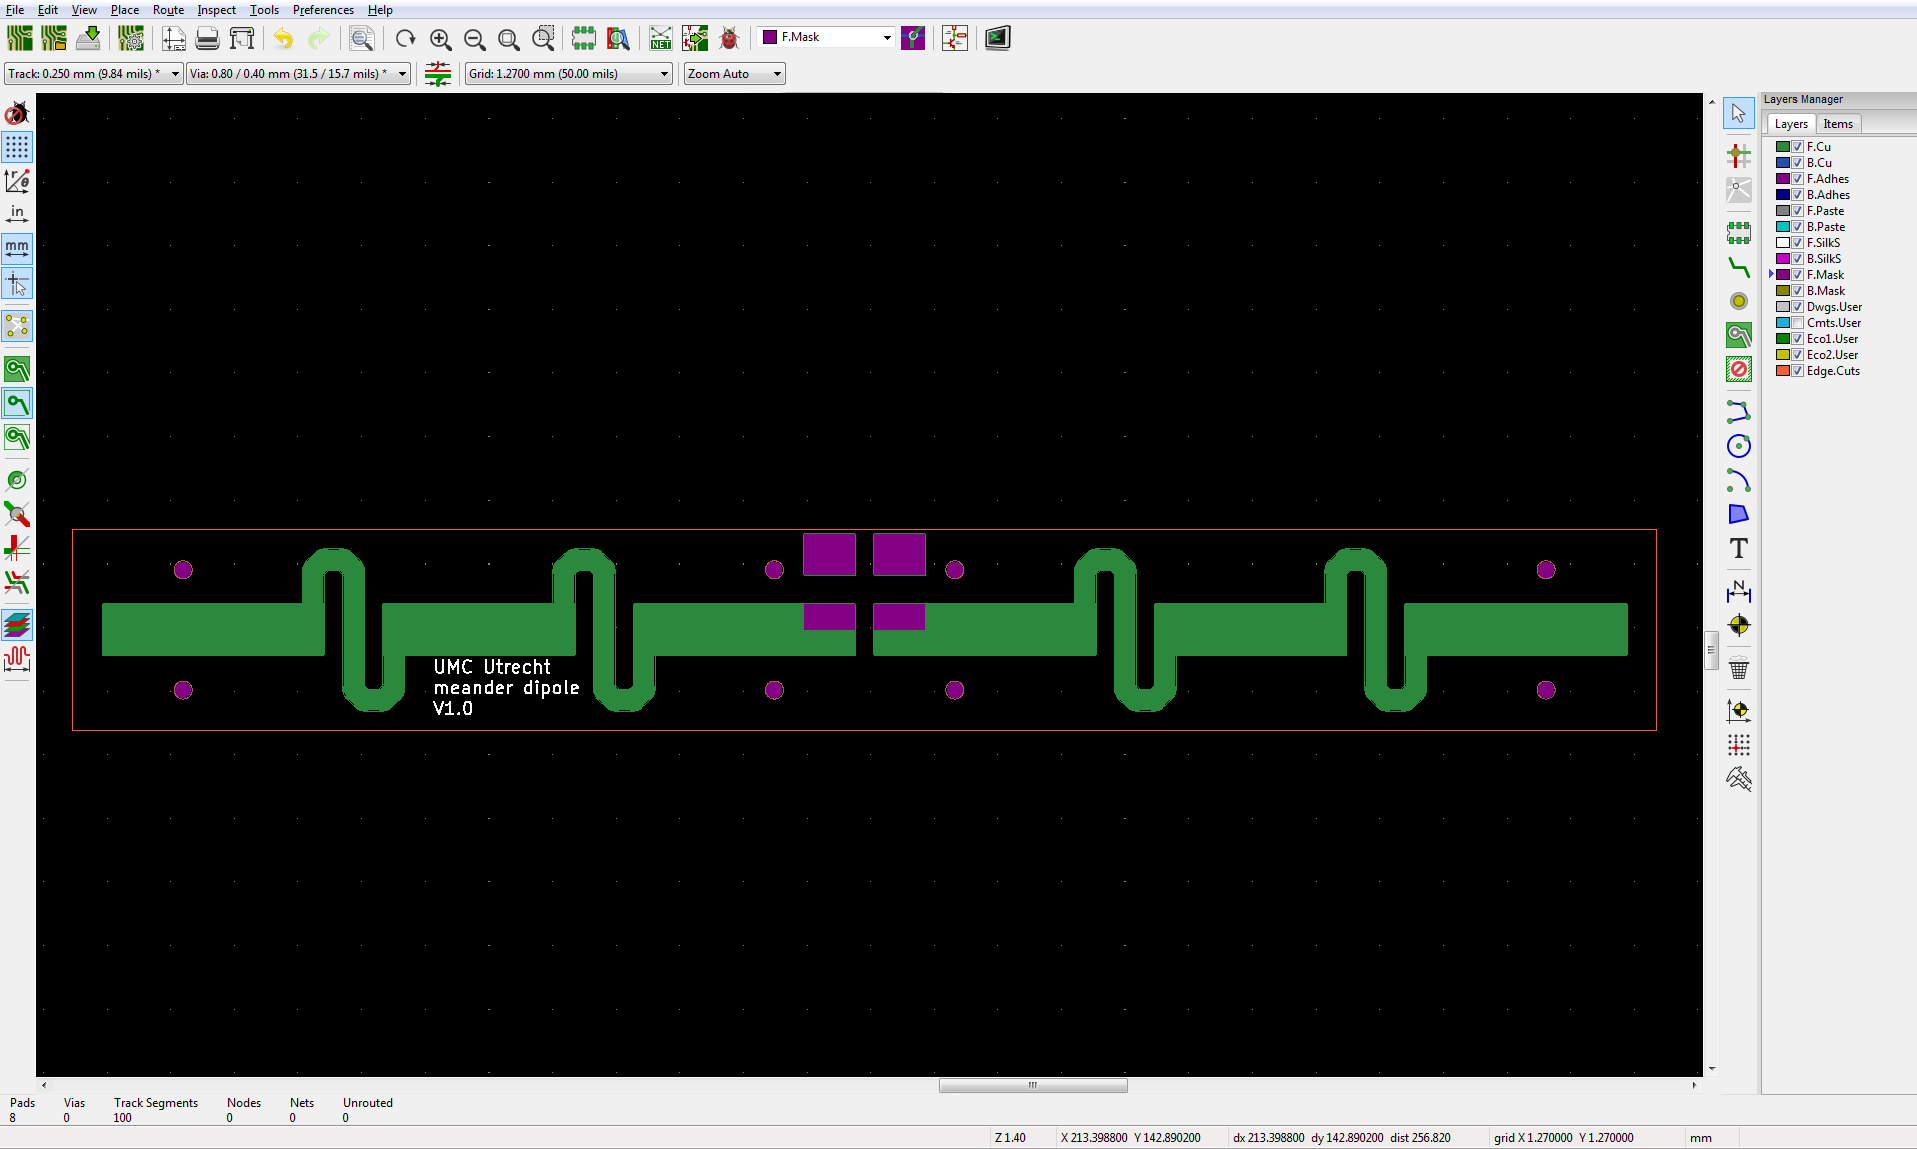 File Edit View Place Route Inspect Tools Preferences Help
NET F.Mask
Track: 0.250 mm (9.84 mils) * Via: 0.80 / 0.40 mm (31.5 / 15.7 mils) * Grid: 1.2700 mm (50.00 mils) Zoom Auto
Layers Manager
Layers Items
F.Cu
B.Cu
F.Adhes
B.Adhes
F.Paste
B.Paste
F.SilkS
B.SilkS
F.Mask
B.Mask
Dwgs.User
Cmts.User
Eco1.User
Eco2.User
Edge.Cuts
in
mm
T
N
UMC Utrecht
meander dipole
V1.0
Pads Vias Track Segments Nodes Nets Unrouted
8 0 100 0 0 0
Z 1.40 X 213.398800 Y 142.890200 dx 213.398800 dy 142.890200 dist 256.820 grid X 1.270000 Y 1.270000 mm